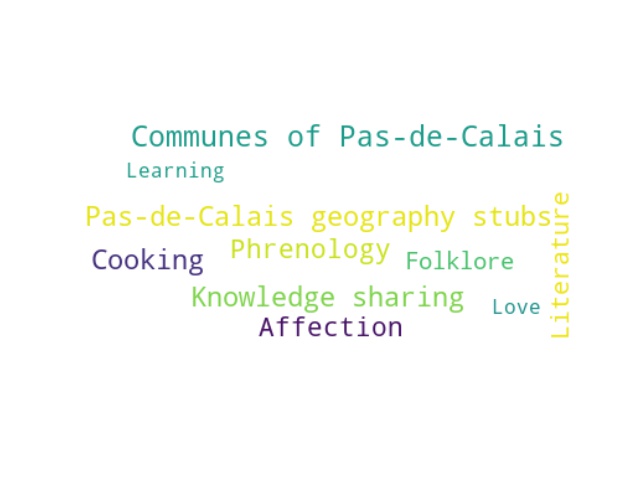 Communes of Pas-de-Calais
Learning
Pas-de-Calais geography stubs
Literature
Phrenology
Cooking
Folklore
Knowledge sharing
Love
Affection